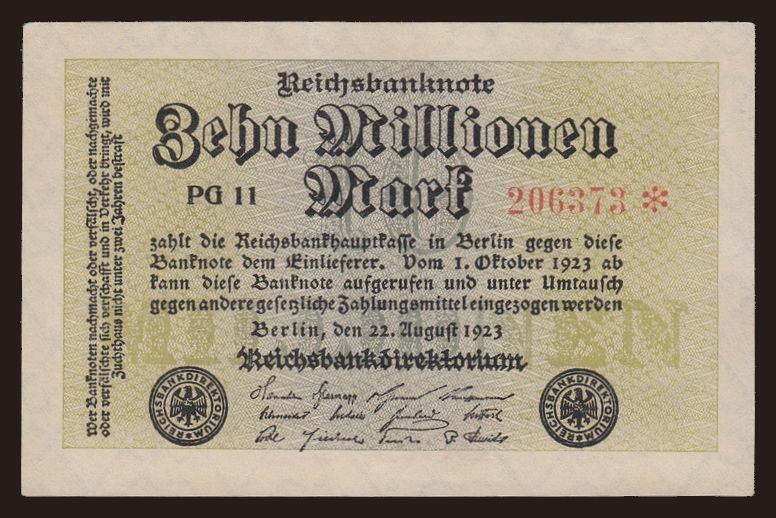 Reichsbanknote
Zehn Millionen
Mark
PG 11
206373 *
zahlt die Reichsbankhauptkasse in Berlin gegen diese
Banknote dem Einlieferer. Vom 1. Oktober 1923 ab
kann diese Banknote aufgerufen und unter Umtausch
gegen andere gesetzliche Zahlungsmittel eingezogen werden
Berlin, den 22. August 1923
Reichsbankdirektorium
REICHSBANKDIREKTORIUM
REICHSBANKDIREKTORIUM
Wer Banknoten nachmacht oder verfälscht, oder nachgemachte
oder verfälschte sich verschafft und in Verkehr bringt, wird mit
Zuchthaus nicht unter zwei Jahren bestraft